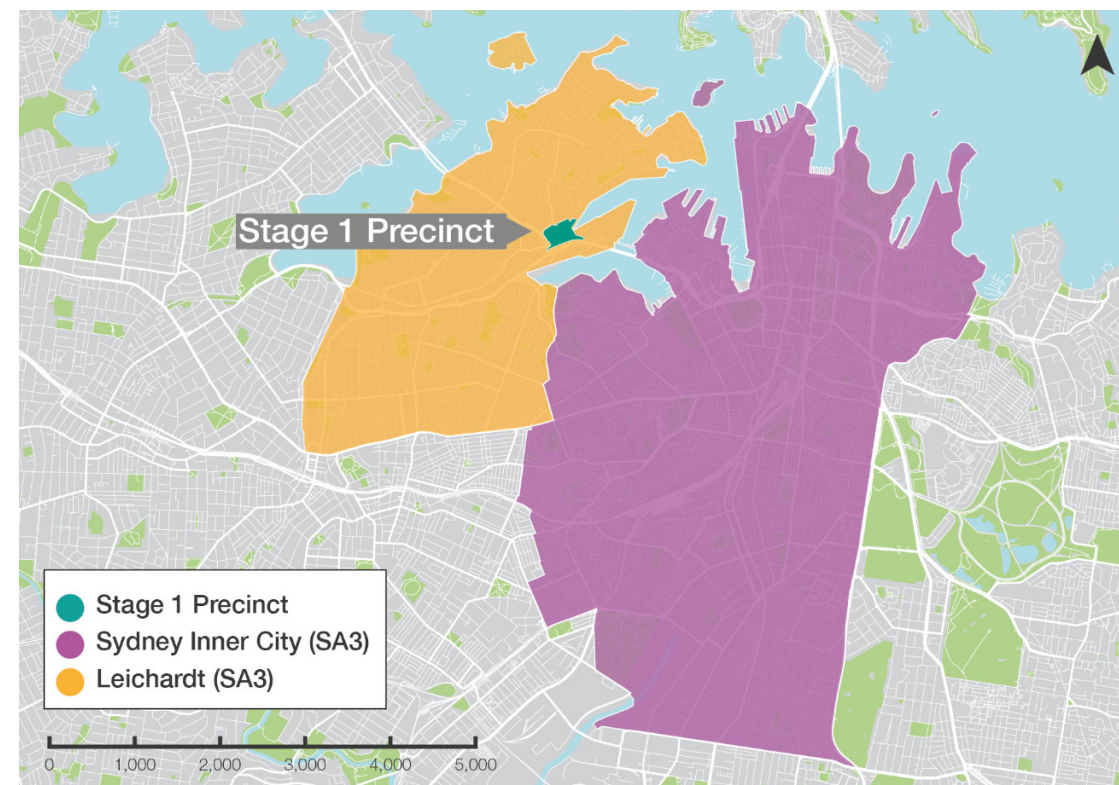 Stage 1 Precinct
Stage 1 Precinct
Sydney Inner City (SA3)
Leichardt (SA3)
0 1,000 2,000 3,000 4,000 5,000